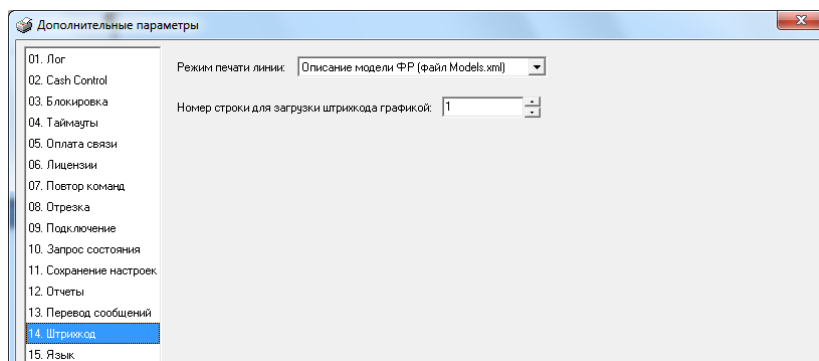 Дополнительные параметры
01. Лог
02. Cash Control
03. Блокировка
04. Таймауты
05. Оплата связи
06. Лицензии
07. Повтор команд
08. Отрезка
09. Подключение
10. Запрос состояния
11. Сохранение настроек
12. Отчеты
13. Перевод сообщений
14. Штрихкод
15. Язык
Режим печати линии: Описание модели ФР (файл Models.xml)
Номер строки для загрузки штрихкода графикой: 1